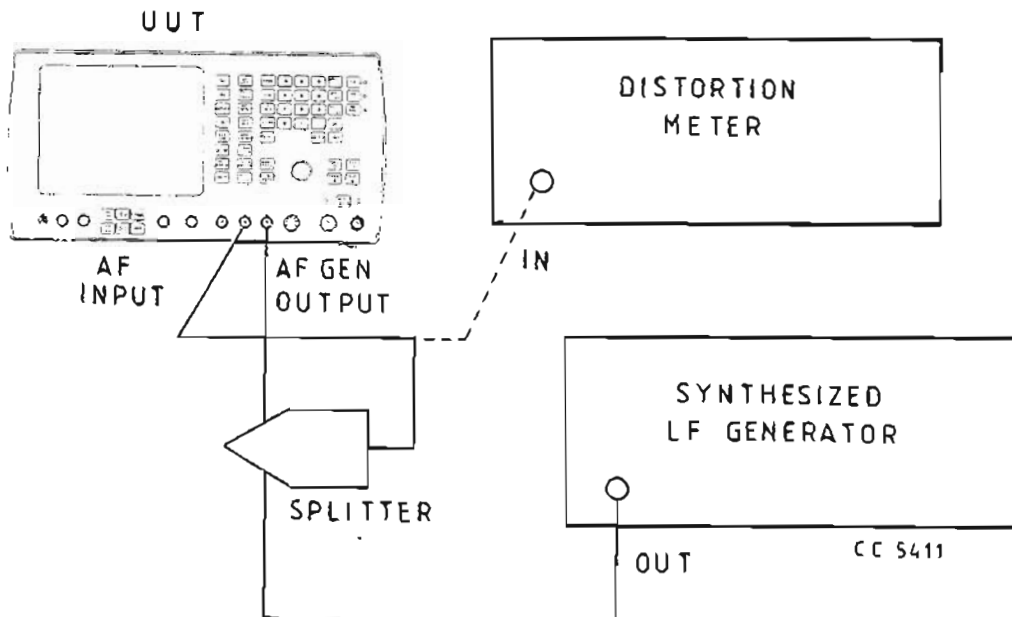 UUT
DISTORTION
METER
AF
INPUT
AF GEN
OUTPUT
IN
SYNTHESIZED
LF GENERATOR
SPLITTER
OUT
CC 5411